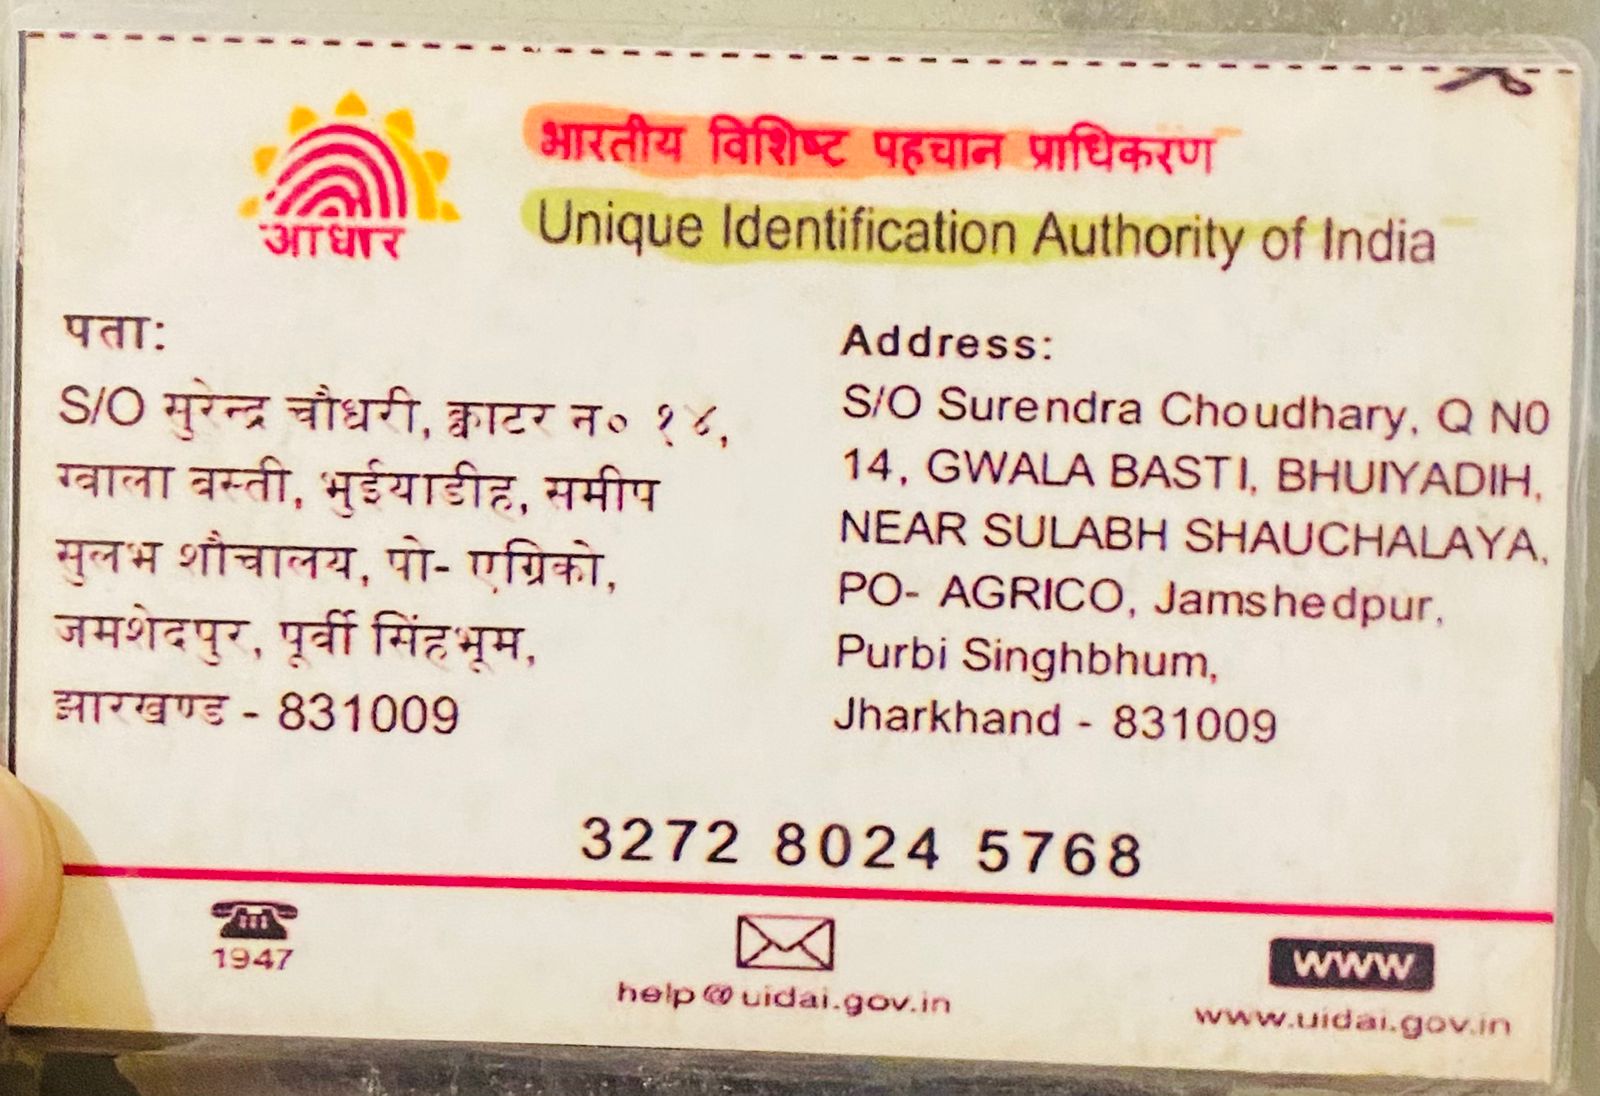 भारतीय विशिष्ट पहचान प्राधिकरण
Unique Identification Authority of India
आधार
पता:
S/O सुरेन्द्र चौधरी, क्वाटर न० १४,
ग्वाला बस्ती, भुईयाडीह, समीप
सुलभ शौचालय, पो- एग्रिको,
जमशेदपुर, पूर्वी सिंहभूम,
झारखण्ड - 831009
Address:
S/O Surendra Choudhary, Q N0
14, GWALA BASTI, BHUIYADIH,
NEAR SULABH SHAUCHALAYA,
PO- AGRICO, Jamshedpur,
Purbi Singhbhum,
Jharkhand - 831009
3272 8024 5768
1947
help@uidai.gov.in
www
www.uidai.gov.in